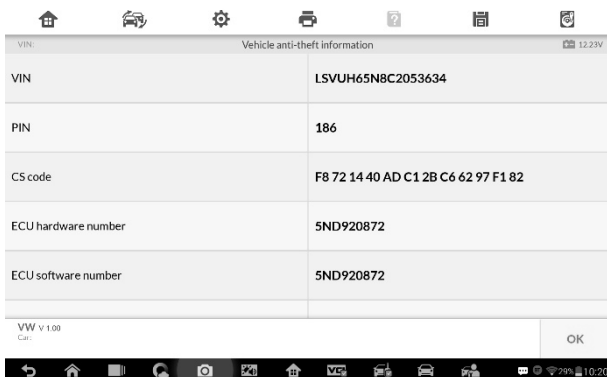 VIN:
Vehicle anti-theft information
12.23V
VIN
LSVUH65N8C2053634
PIN
186
CS code
F8 72 14 40 AD C1 2B C6 62 97 F1 82
ECU hardware number
5ND920872
ECU software number
5ND920872
VW V 1.00
Car:
OK
29% 10:20